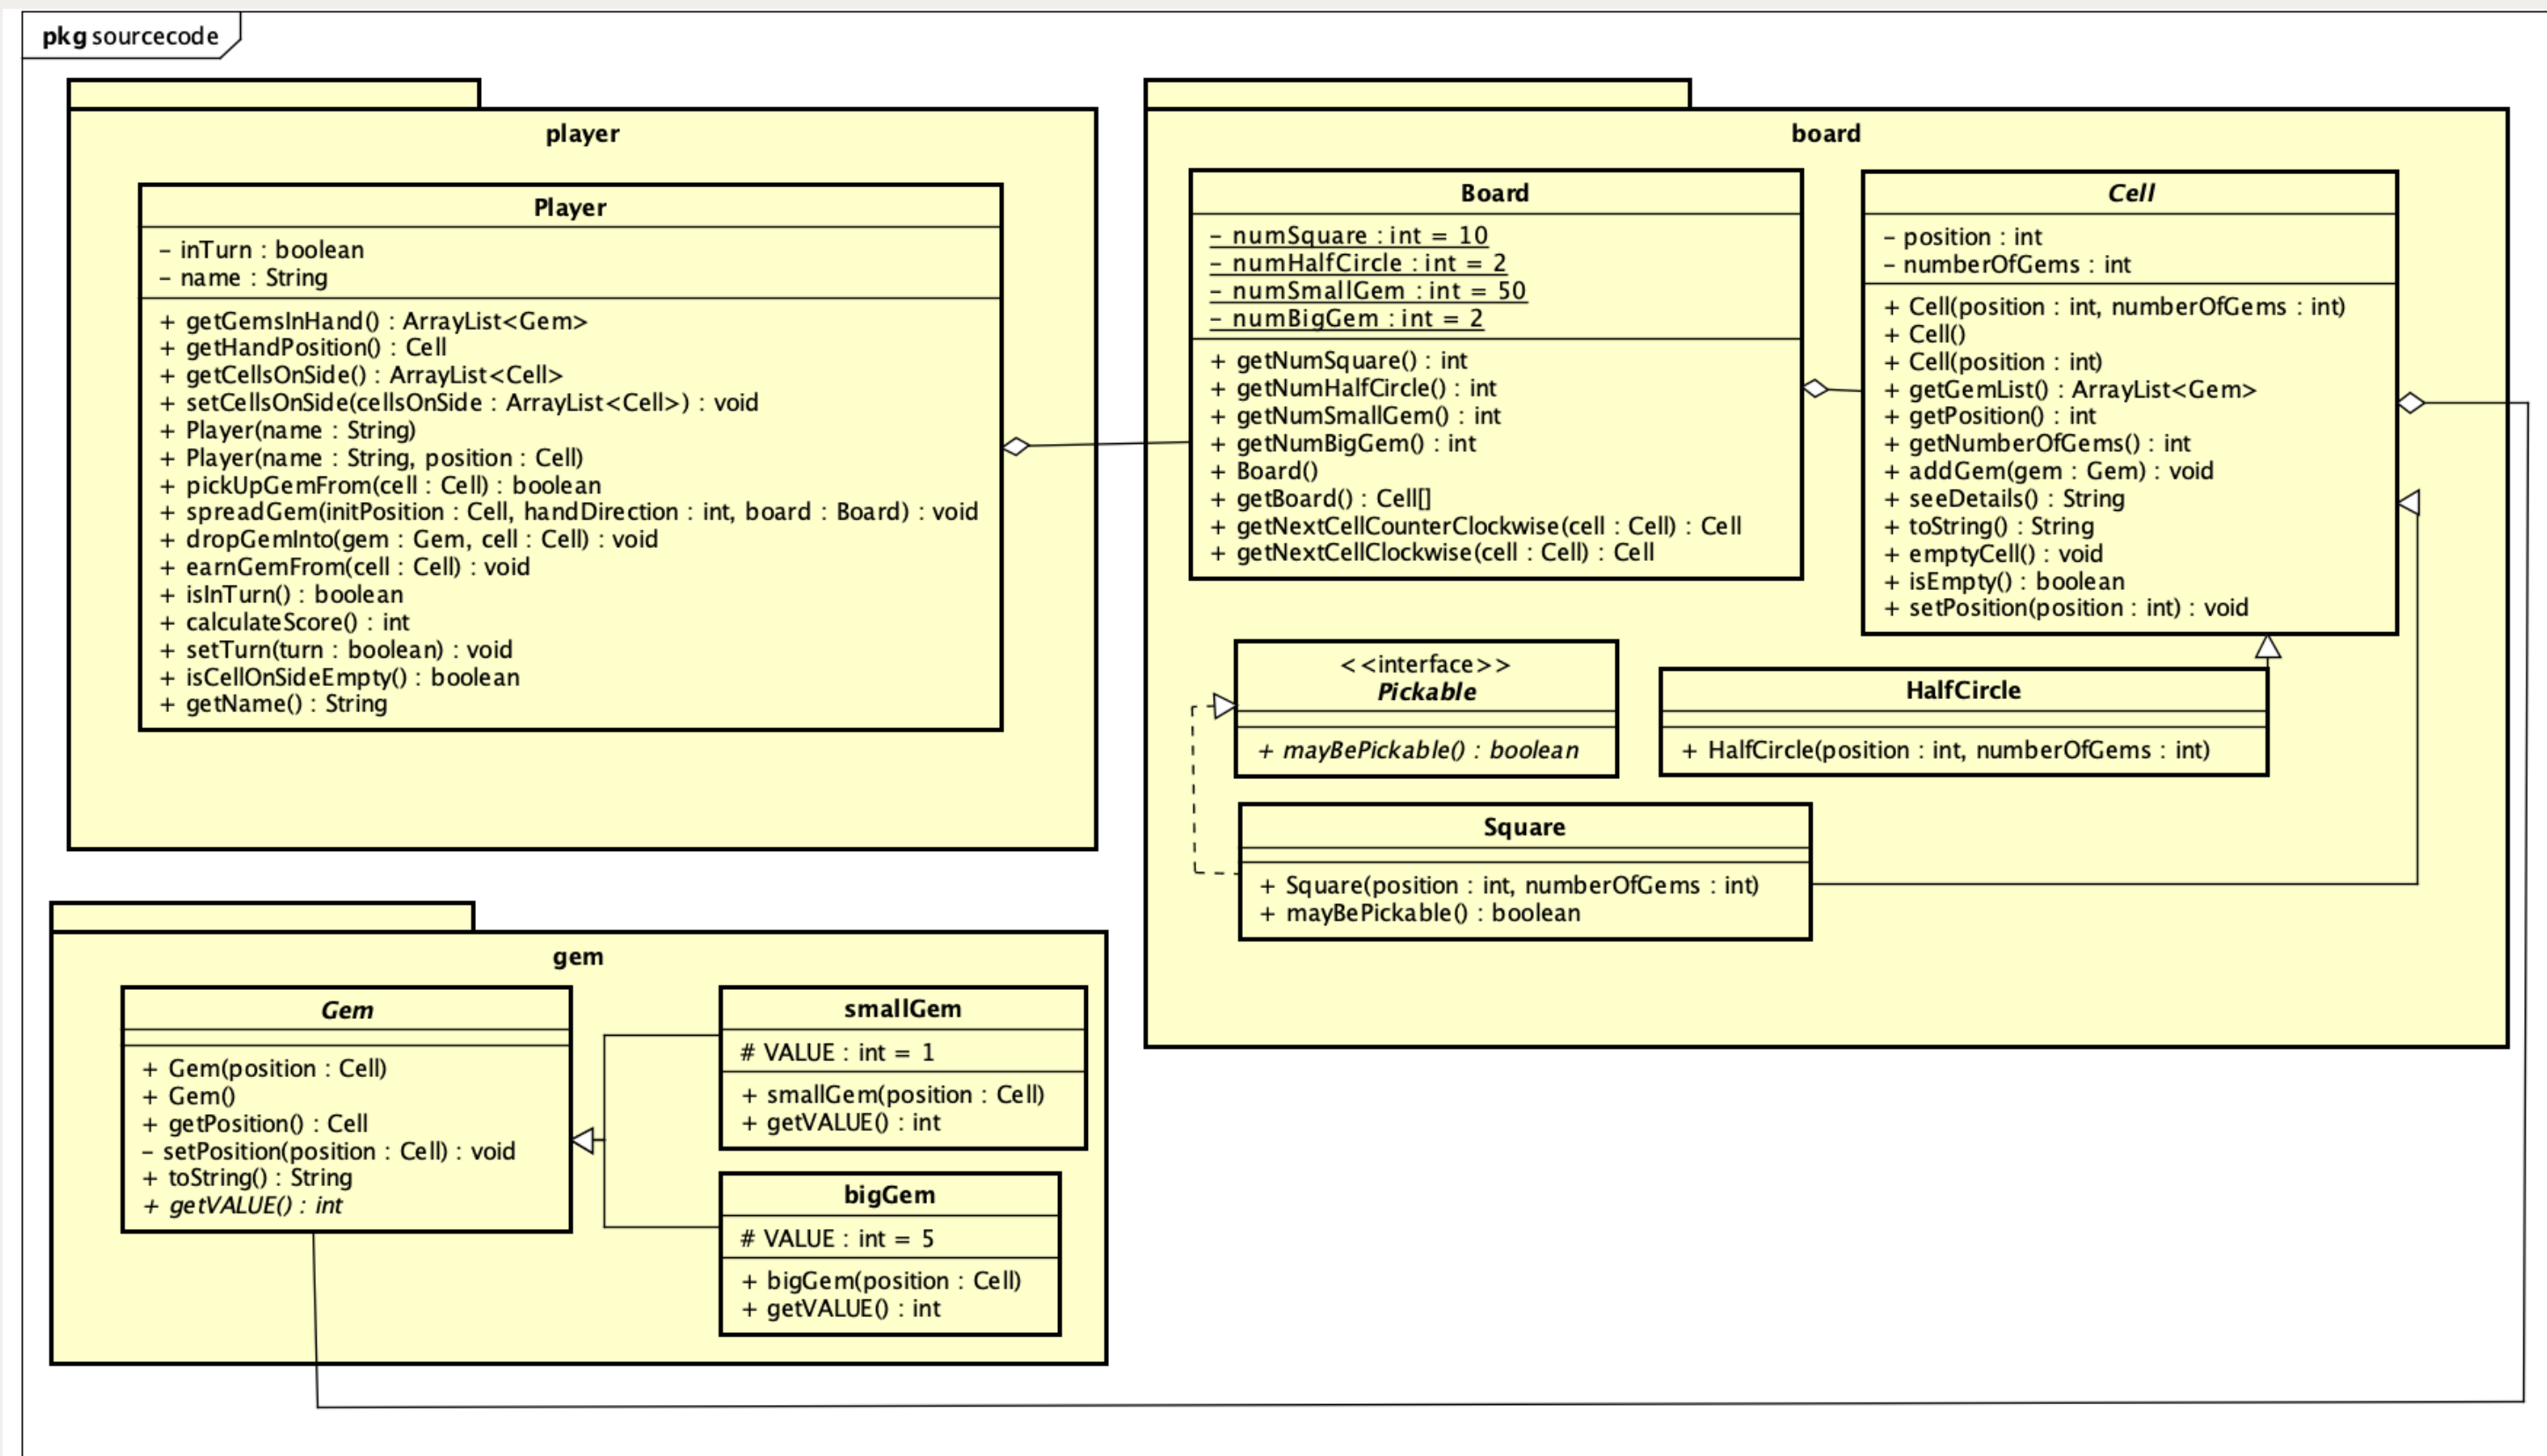 pkg sourcecode
player
Player
– inTurn : boolean
– name : String
+ getGemsInHand() : ArrayList<Gem>
+ getHandPosition() : Cell
+ getCellsOnSide() : ArrayList<Cell>
+ setCellsOnSide(cellsOnSide : ArrayList<Cell>) : void
+ Player(name : String)
+ Player(name : String, position : Cell)
+ pickUpGemFrom(cell : Cell) : boolean
+ spreadGem(initPosition : Cell, handDirection : int, board : Board) : void
+ dropGemInto(gem : Gem, cell : Cell) : void
+ earnGemFrom(cell : Cell) : void
+ isInTurn() : boolean
+ calculateScore() : int
+ setTurn(turn : boolean) : void
+ isCellOnSideEmpty() : boolean
+ getName() : String
board
Board
– numSquare : int = 10
– numHalfCircle : int = 2
– numSmallGem : int = 50
– numBigGem : int = 2
+ getNumSquare() : int
+ getNumHalfCircle() : int
+ getNumSmallGem() : int
+ getNumBigGem() : int
+ Board()
+ getBoard() : Cell[]
+ getNextCellCounterClockwise(cell : Cell) : Cell
+ getNextCellClockwise(cell : Cell) : Cell
Cell
– position : int
– numberOfGems : int
+ Cell(position : int, numberOfGems : int)
+ Cell()
+ Cell(position : int)
+ getGemList() : ArrayList<Gem>
+ getPosition() : int
+ getNumberOfGems() : int
+ addGem(gem : Gem) : void
+ seeDetails() : String
+ toString() : String
+ emptyCell() : void
+ isEmpty() : boolean
+ setPosition(position : int) : void
<<interface>>
Pickable
+ mayBePickable() : boolean
HalfCircle
+ HalfCircle(position : int, numberOfGems : int)
Square
+ Square(position : int, numberOfGems : int)
+ mayBePickable() : boolean
gem
Gem
+ Gem(position : Cell)
+ Gem()
+ getPosition() : Cell
– setPosition(position : Cell) : void
+ toString() : String
+ getVALUE() : int
smallGem
# VALUE : int = 1
+ smallGem(position : Cell)
+ getVALUE() : int
bigGem
# VALUE : int = 5
+ bigGem(position : Cell)
+ getVALUE() : int